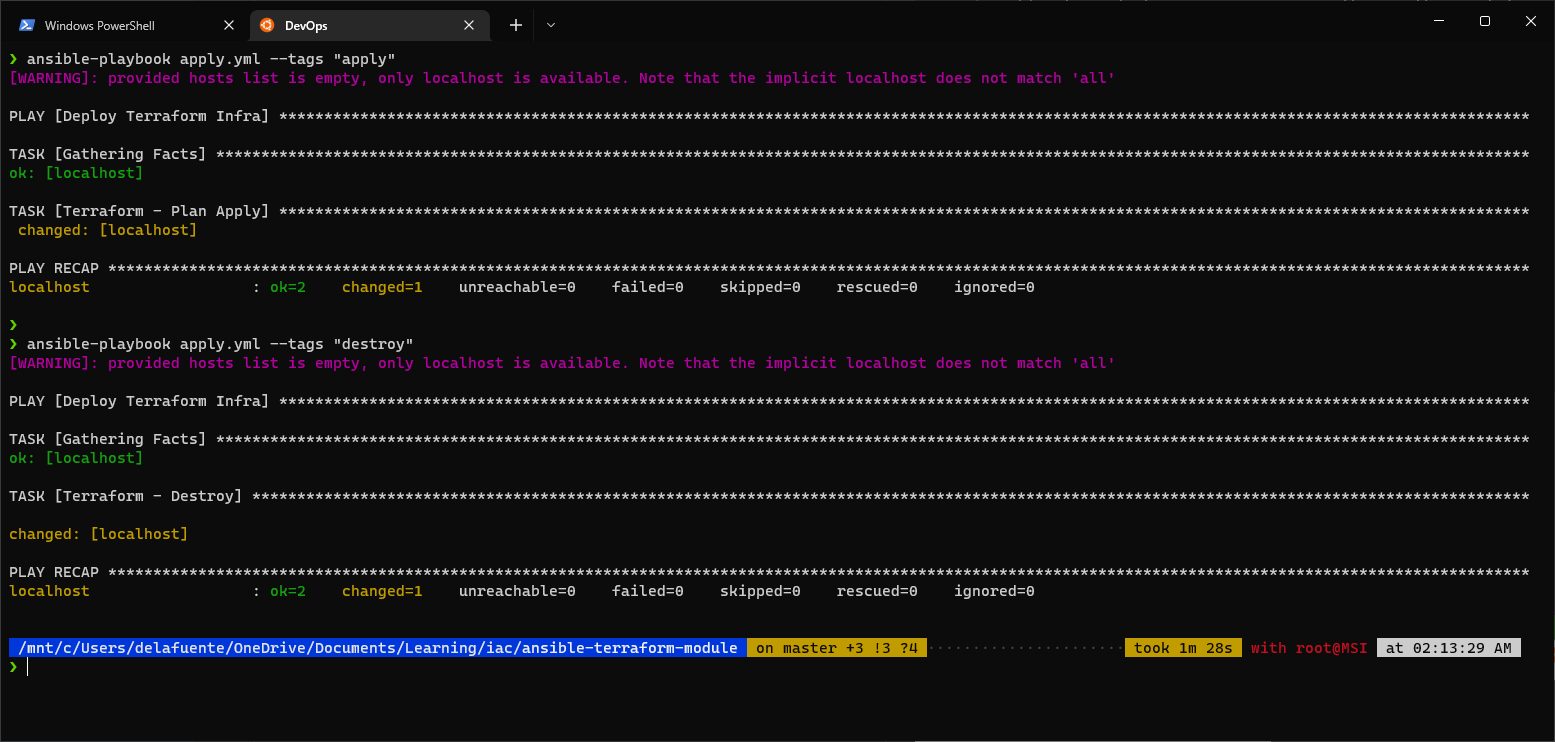 Windows PowerShell
DevOps
❯ ansible-playbook apply.yml --tags "apply"
[WARNING]: provided hosts list is empty, only localhost is available. Note that the implicit localhost does not match 'all'
PLAY [Deploy Terraform Infra] *******************************************************************************************************************************************
TASK [Gathering Facts] **************************************************************************************************************************************************
ok: [localhost]
TASK [Terraform - Plan Apply] *******************************************************************************************************************************************
changed: [localhost]
PLAY RECAP **************************************************************************************************************************************************************
localhost                  : ok=2    changed=1    unreachable=0    failed=0    skipped=0    rescued=0    ignored=0
❯
❯ ansible-playbook apply.yml --tags "destroy"
[WARNING]: provided hosts list is empty, only localhost is available. Note that the implicit localhost does not match 'all'
PLAY [Deploy Terraform Infra] *******************************************************************************************************************************************
TASK [Gathering Facts] **************************************************************************************************************************************************
ok: [localhost]
TASK [Terraform - Destroy] **********************************************************************************************************************************************
changed: [localhost]
PLAY RECAP **************************************************************************************************************************************************************
localhost                  : ok=2    changed=1    unreachable=0    failed=0    skipped=0    rescued=0    ignored=0
/mnt/c/Users/delafuente/OneDrive/Documents/Learning/iac/ansible-terraform-module on master +3 !3 ?4 ······················ took 1m 28s with root@MSI at 02:13:29 AM
❯